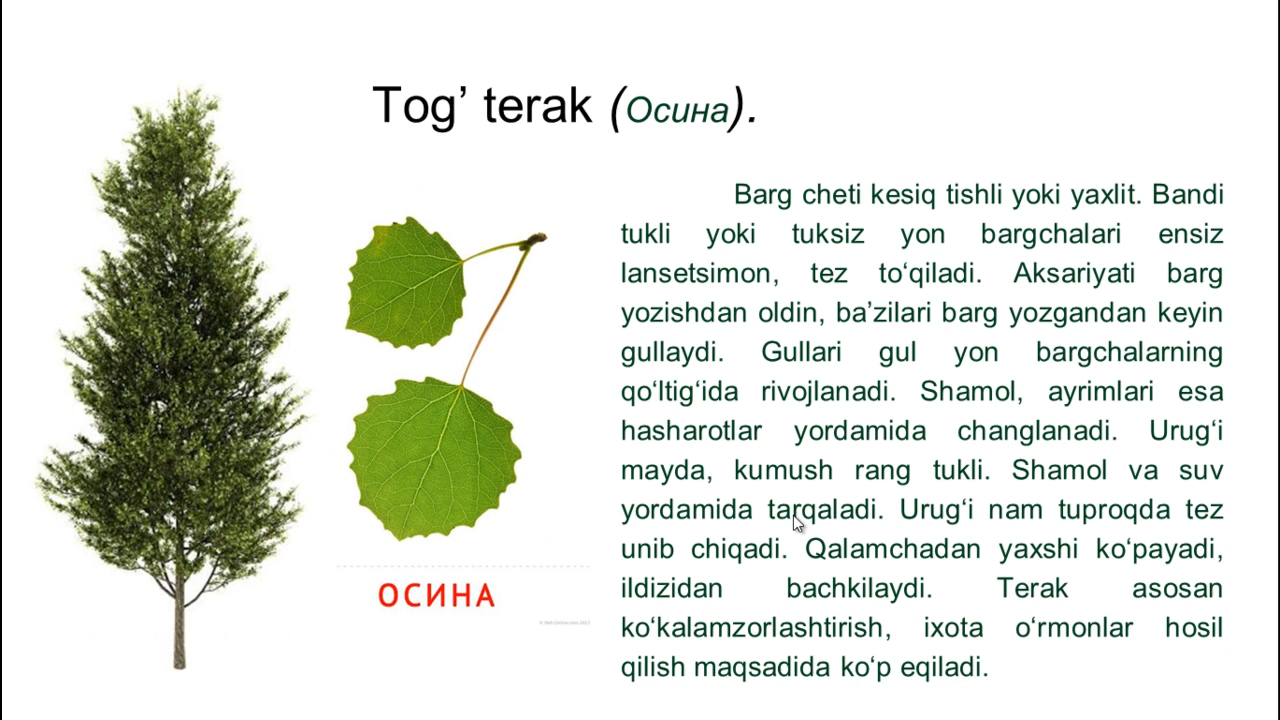 Tog’ terak (Осина).
Barg cheti kesiq tishli yoki yaxlit. Bandi
tukli yoki tuksiz yon bargchalari ensiz
lansetsimon, tez to‘qiladi. Aksariyati barg
yozishdan oldin, ba’zilari barg yozgandan keyin
gullaydi. Gullari gul yon bargchalarning
qo‘ltig‘ida rivojlanadi. Shamol, ayrimlari esa
hasharotlar yordamida changlanadi. Urug‘i
mayda, kumush rang tukli. Shamol va suv
yordamida tarqaladi. Urug‘i nam tuproqda tez
unib chiqadi. Qalamchadan yaxshi ko‘payadi,
ildizidan bachkilaydi. Terak asosan
ko‘kalamzorlashtirish, ixota o‘rmonlar hosil
qilish maqsadida ko‘p eqiladi.
ОСИНА